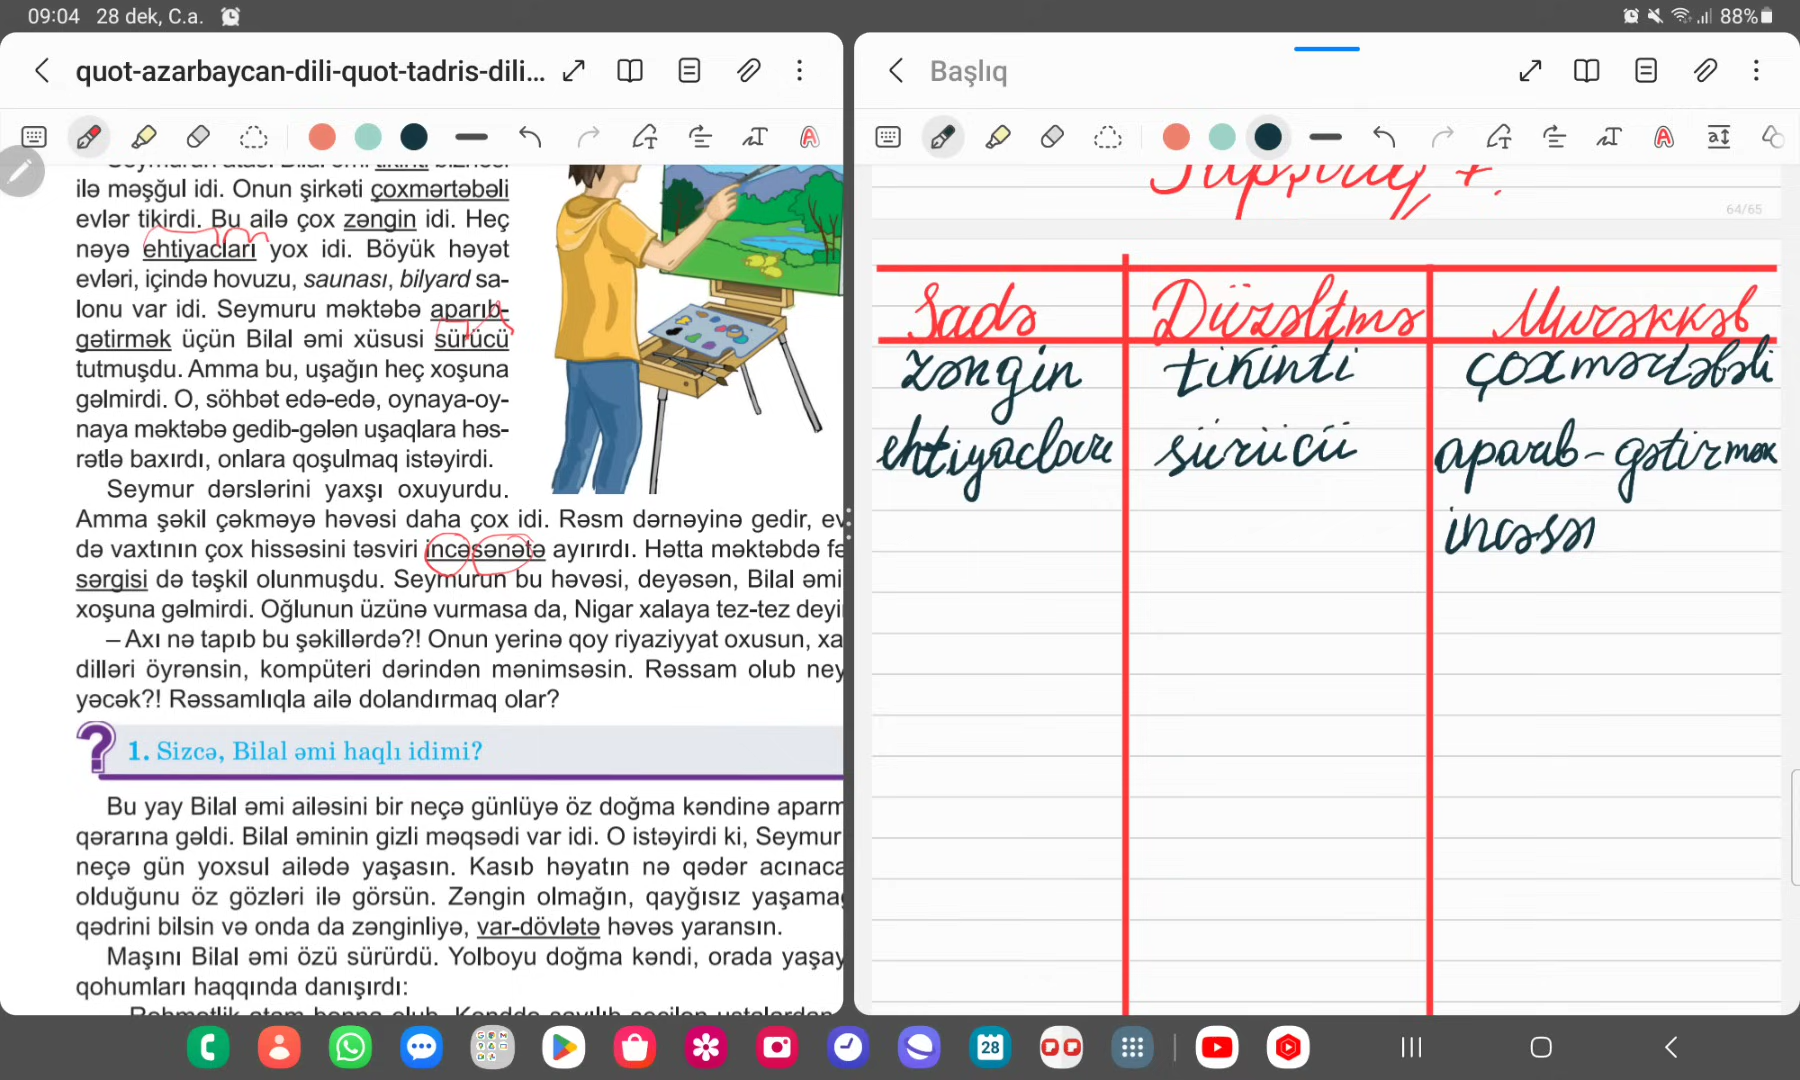 09:04 28 dek, C.a. 88%
quot-azarbaycan-dili-quot-tadris-dili...
Seymurun atası Bilal əmi tikinti biznesi
ilə məşğul idi. Onun şirkəti çoxmərtəbəli
evlər tikirdi. Bu ailə çox zəngin idi. Heç
nəyə ehtiyacları yox idi. Böyük həyət
evləri, içində hovuzu, saunası, bilyard sa-
lonu var idi. Seymuru məktəbə aparıb-
gətirmək üçün Bilal əmi xüsusi sürücü
tutmuşdu. Amma bu, uşağın heç xoşuna
gəlmirdi. O, söhbət edə-edə, oynaya-oy-
naya məktəbə gedib-gələn uşaqlara həs-
rətlə baxırdı, onlara qoşulmaq istəyirdi.
Seymur dərslərini yaxşı oxuyurdu.
Amma şəkil çəkməyə həvəsi daha çox idi. Rəsm dərnəyinə gedir, ev
də vaxtının çox hissəsini təsviri incəsənətə ayırırdı. Hətta məktəbdə fə
sərgisi də təşkil olunmuşdu. Seymurun bu həvəsi, deyəsən, Bilal əmi
xoşuna gəlmirdi. Oğlunun üzünə vurmasa da, Nigar xalaya tez-tez deyi
– Axı nə tapıb bu şəkillərdə?! Onun yerinə qoy riyaziyyat oxusun, xa
dilləri öyrənsin, kompüteri dərindən mənimsəsin. Rəssam olub ney
yəcək?! Rəssamlıqla ailə dolandırmaq olar?
? 1. Sizcə, Bilal əmi haqlı idimi?
Bu yay Bilal əmi ailəsini bir neçə günlüyə öz doğma kəndinə aparm
qərarına gəldi. Bilal əminin gizli məqsədi var idi. O istəyirdi ki, Seymur
neçə gün yoxsul ailədə yaşasın. Kasıb həyatın nə qədər acınaca
olduğunu öz gözləri ilə görsün. Zəngin olmağın, qayğısız yaşama
qədrini bilsin və onda da zənginliyə, var-dövlətə həvəs yaransın.
Maşını Bilal əmi özü sürürdü. Yolboyu doğma kəndi, orada yaşay
qohumları haqqında danışırdı:
Başlıq
64/65
Sadə Düzəltmə Mürəkkəb
zəngin tikinti çoxmərtəbəli
ehtiyacları sürücü aparıb-gətirmək
incəsən
28